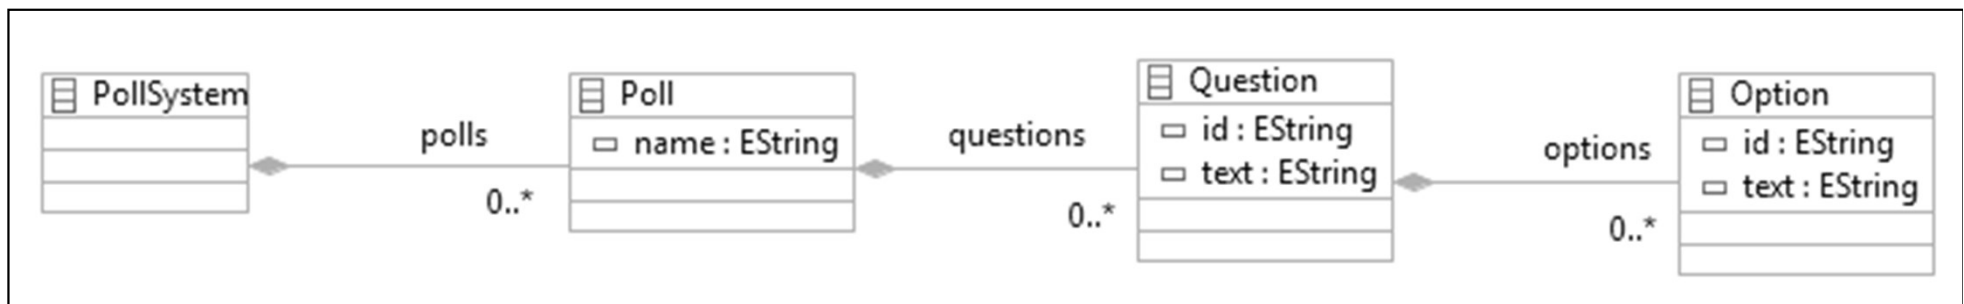 PollSystem
polls
0..*
Poll
name : EString
questions
0..*
Question
id : EString
text : EString
options
0..*
Option
id : EString
text : EString